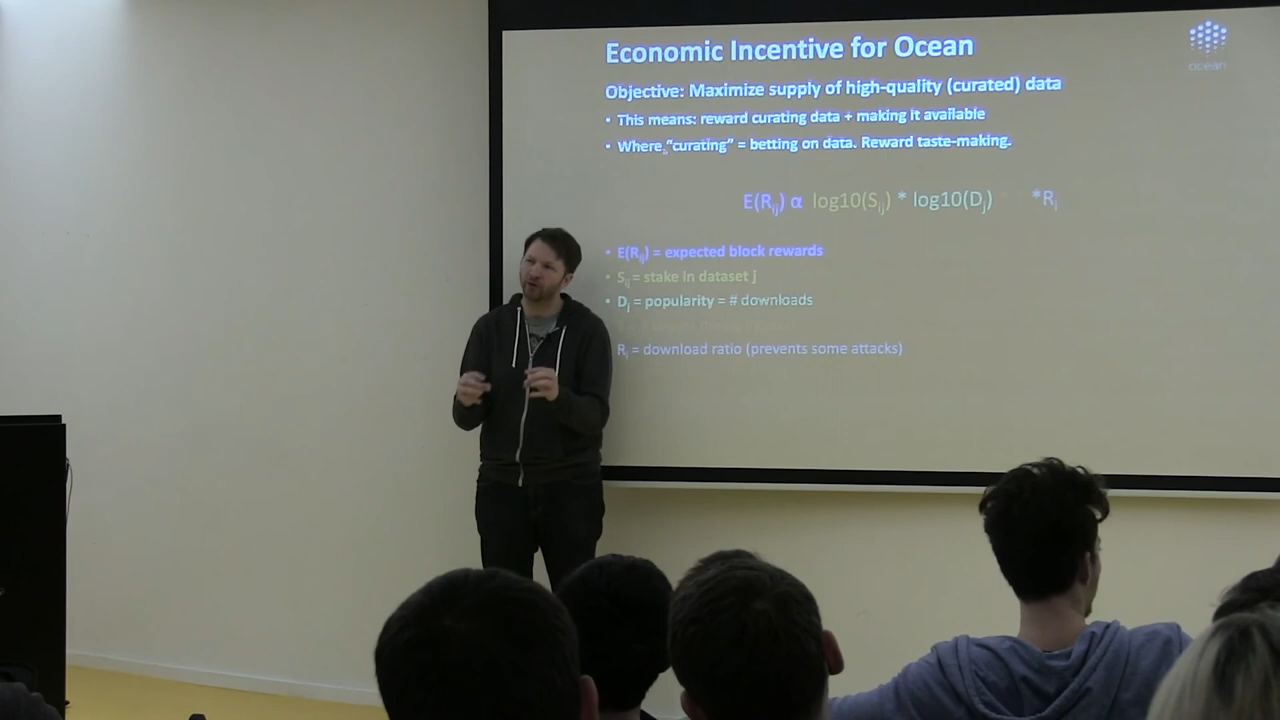 Economic Incentive for Ocean
ocean
Objective: Maximize supply of high-quality (curated) data
• This means: reward curating data + making it available
• Where "curating" = betting on data. Reward taste-making.
E(Rij) α log10(Sij) * log10(Dj) *Ri
• E(Rij) = expected block rewards
• Sij = stake in dataset j
• Dj = popularity = # downloads
Ri = download ratio (prevents some attacks)